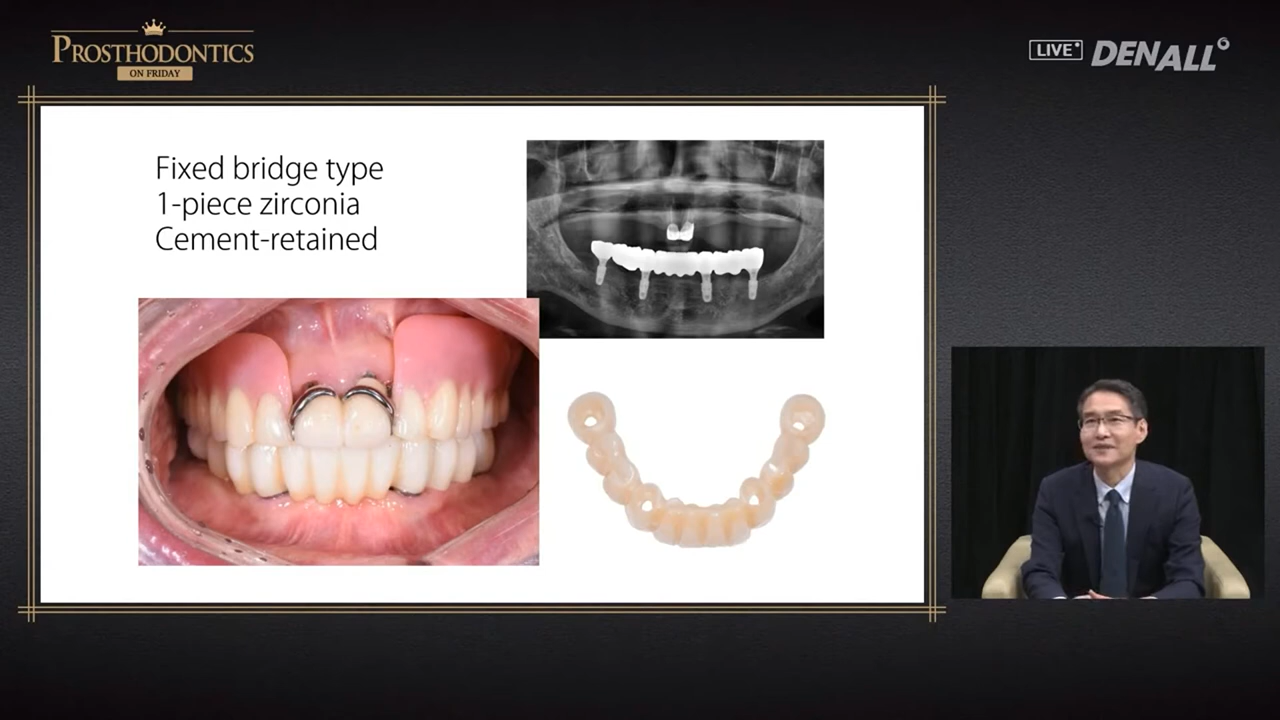 PROSTHODONTICS
ON FRIDAY
LIVE
DENALL
Fixed bridge type
1-piece zirconia
Cement-retained